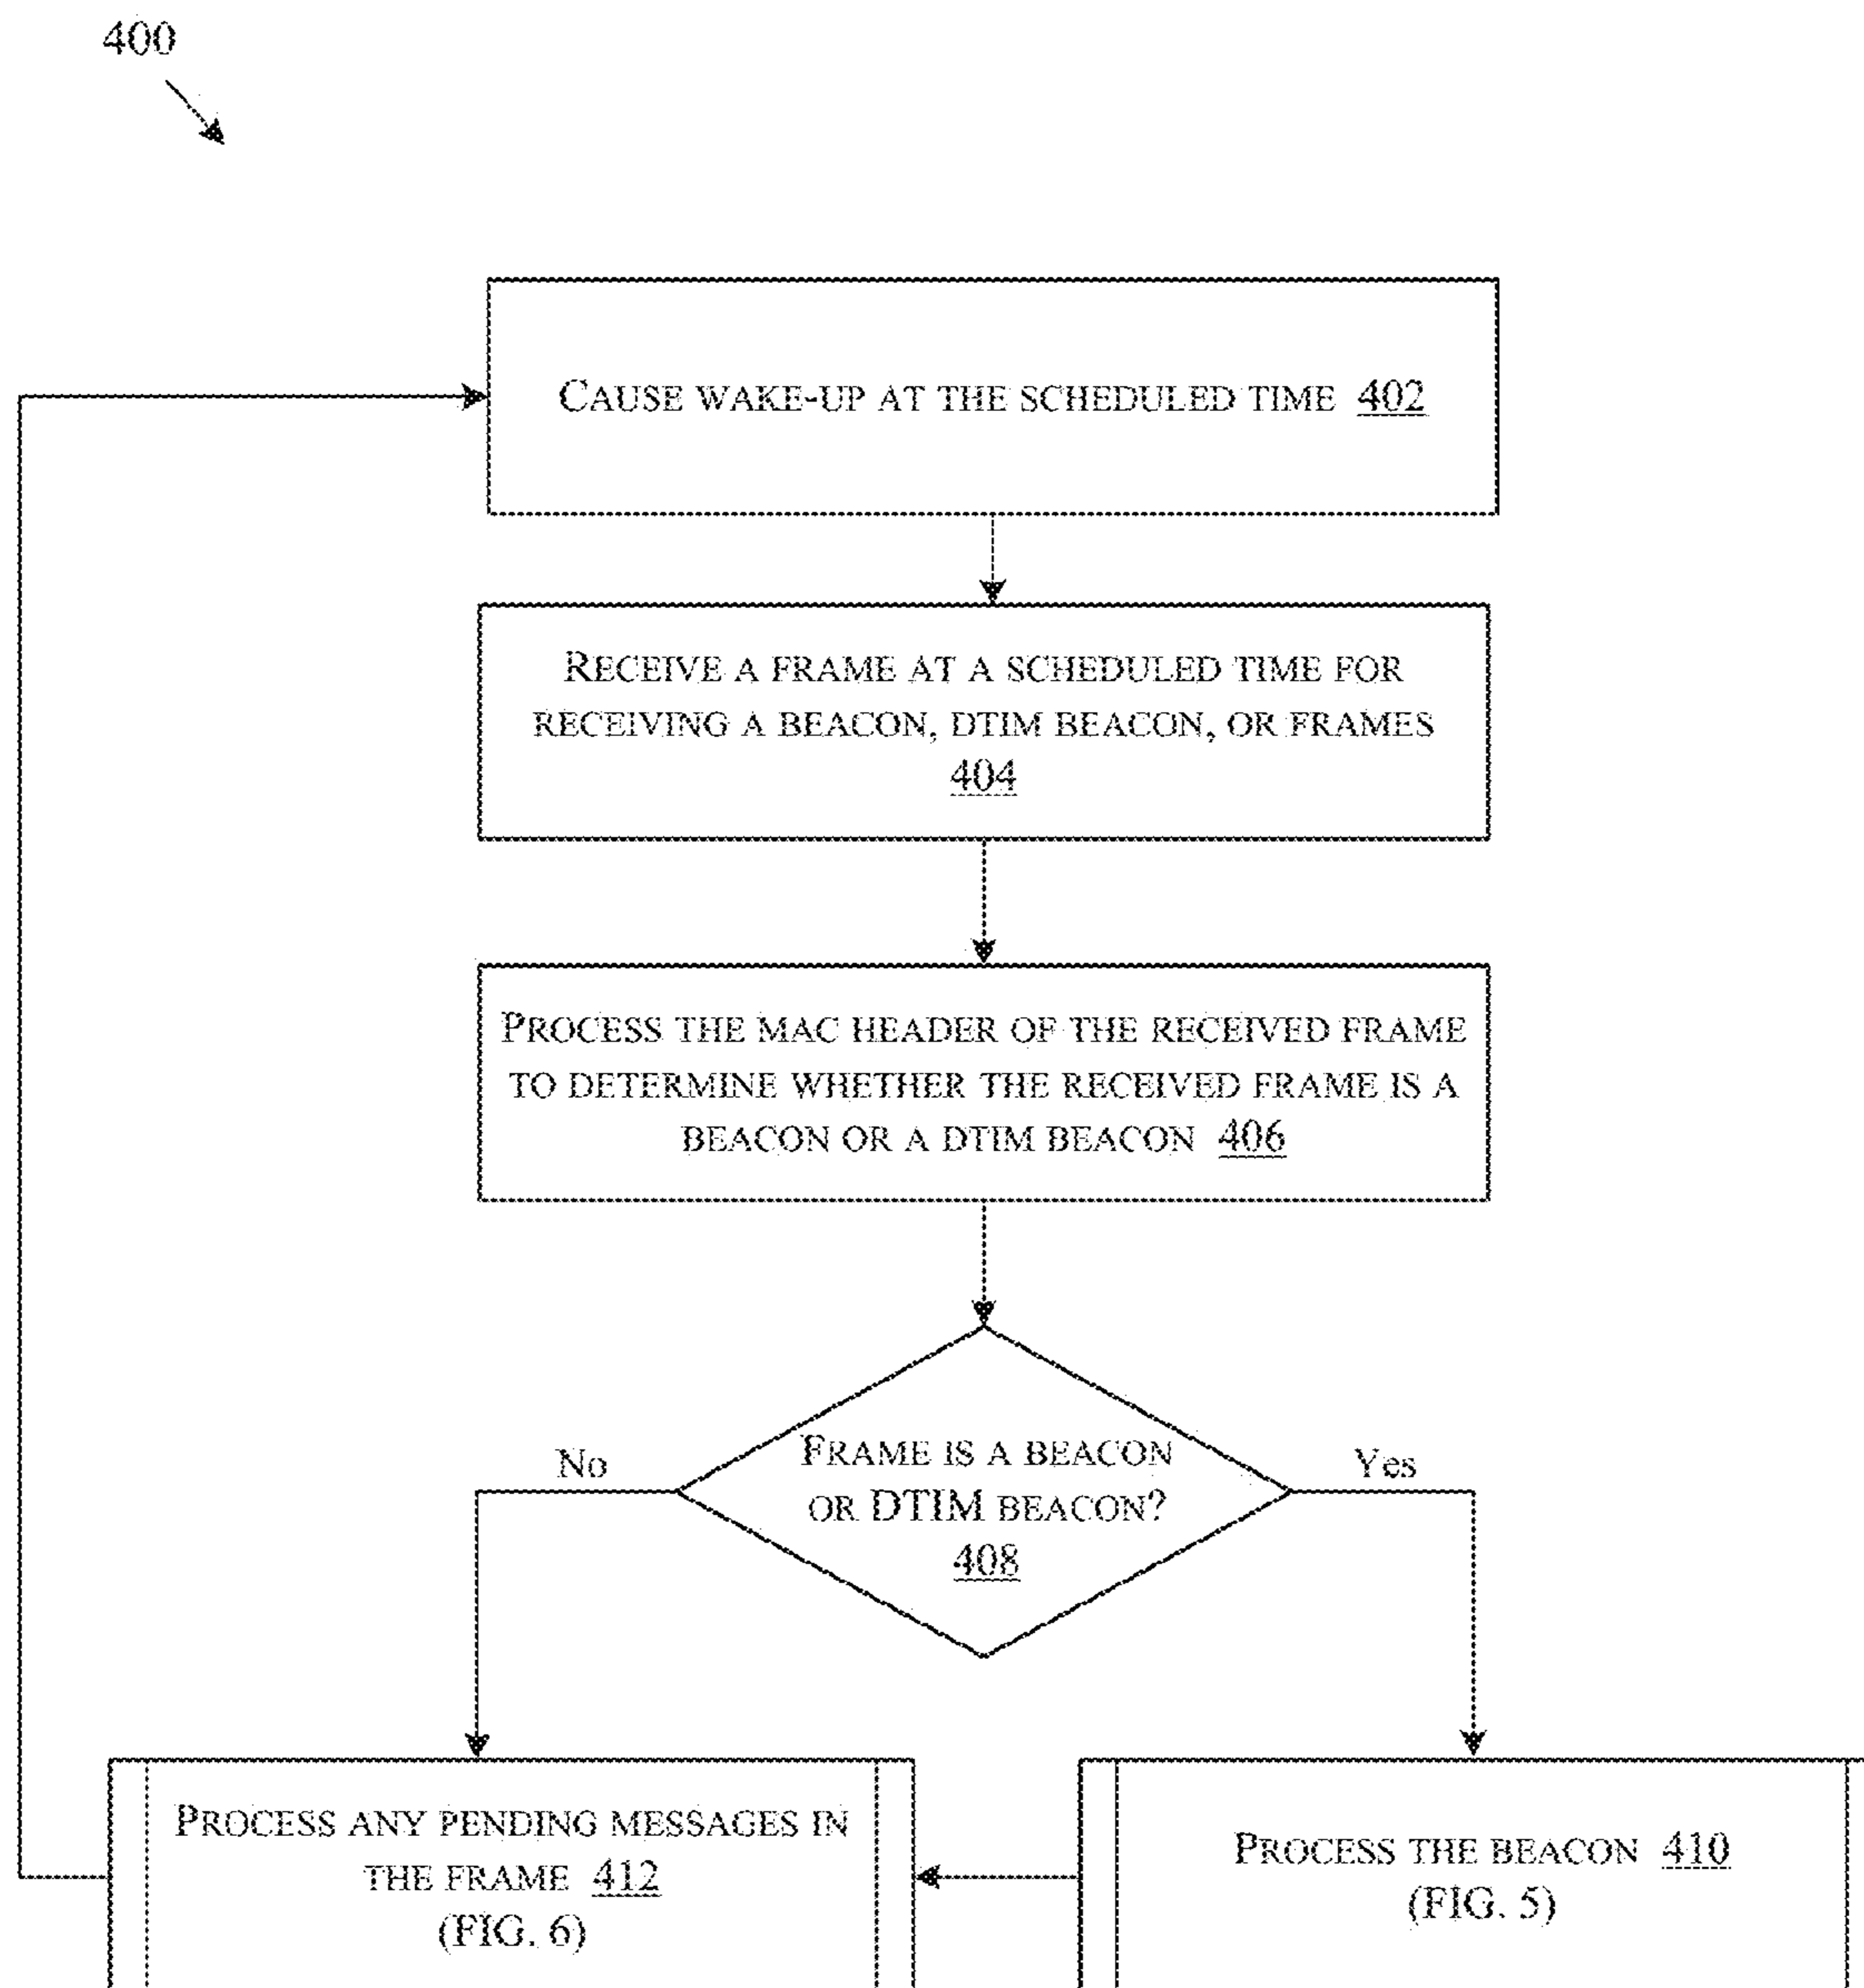 400
CAUSE WAKE-UP AT THE SCHEDULED TIME 402
RECEIVE A FRAME AT A SCHEDULED TIME FOR
RECEIVING A BEACON, DTIM BEACON, OR FRAMES
404
PROCESS THE MAC HEADER OF THE RECEIVED FRAME
TO DETERMINE WHETHER THE RECEIVED FRAME IS A
BEACON OR A DTIM BEACON 406
FRAME IS A BEACON
OR DTIM BEACON?
408
No
Yes
PROCESS ANY PENDING MESSAGES IN
THE FRAME 412
(FIG. 6)
PROCESS THE BEACON 410
(FIG. 5)